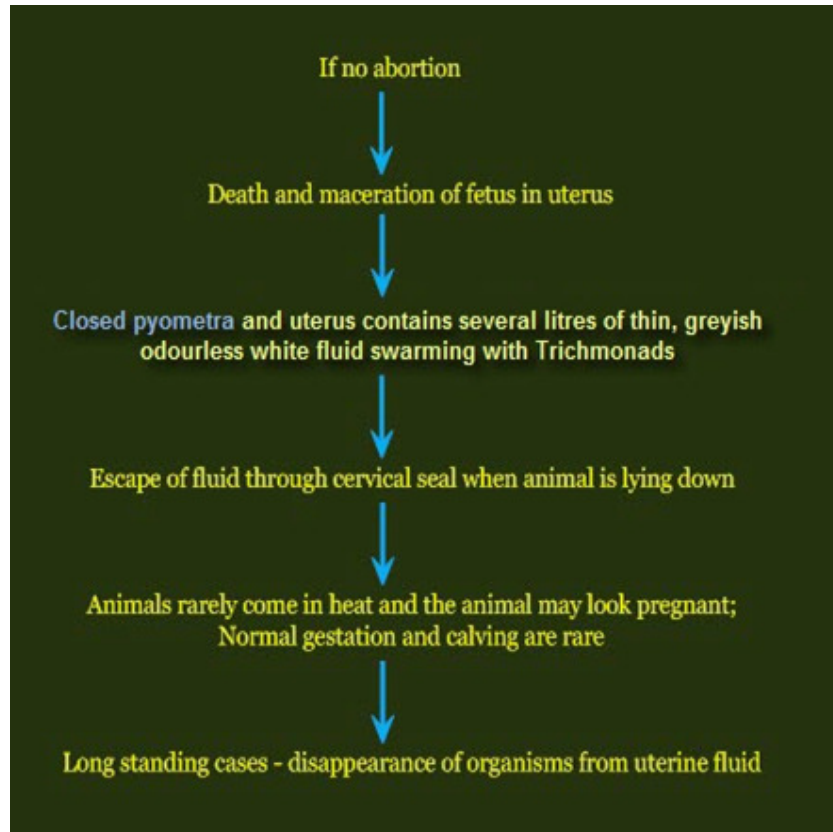 If no abortion
Death and maceration of fetus in uterus
Closed pyometra and uterus contains several litres of thin, greyish
odourless white fluid swarming with Trichmonads
Escape of fluid through cervical seal when animal is lying down
Animals rarely come in heat and the animal may look pregnant;
Normal gestation and calving are rare
Long standing cases - disappearance of organisms from uterine fluid